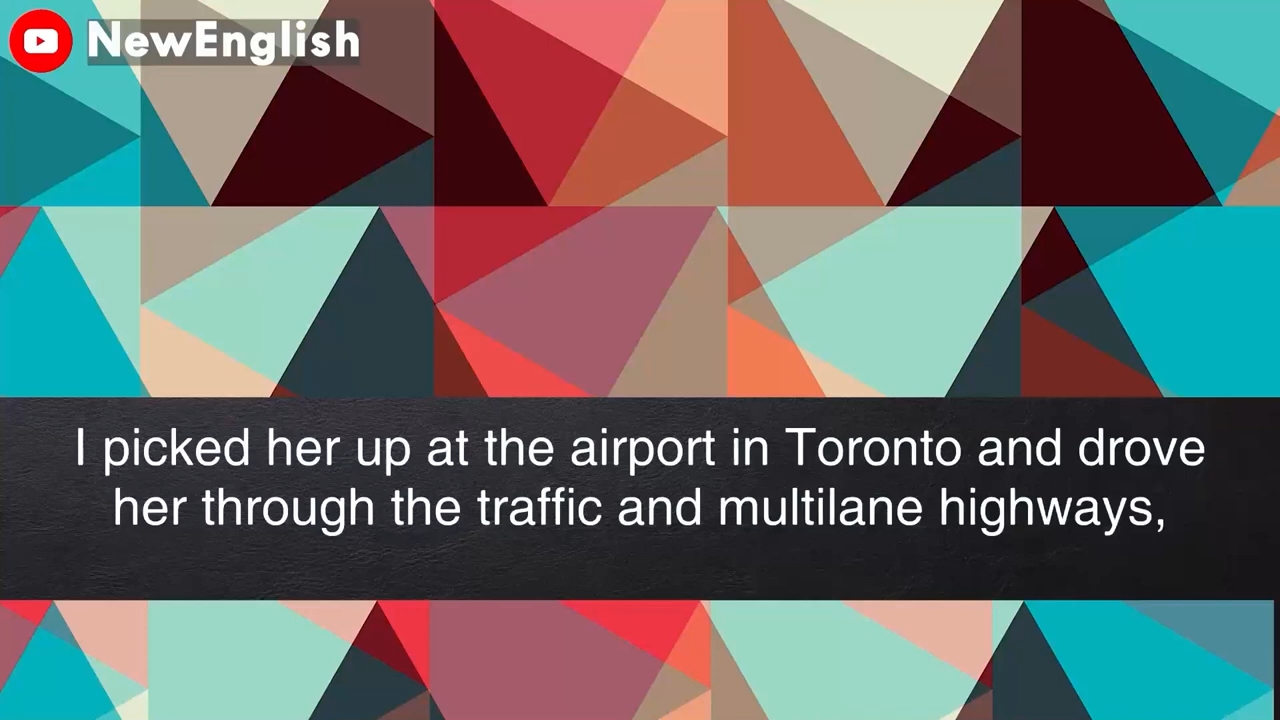 NewEnglish
I picked her up at the airport in Toronto and drove
her through the traffic and multilane highways,